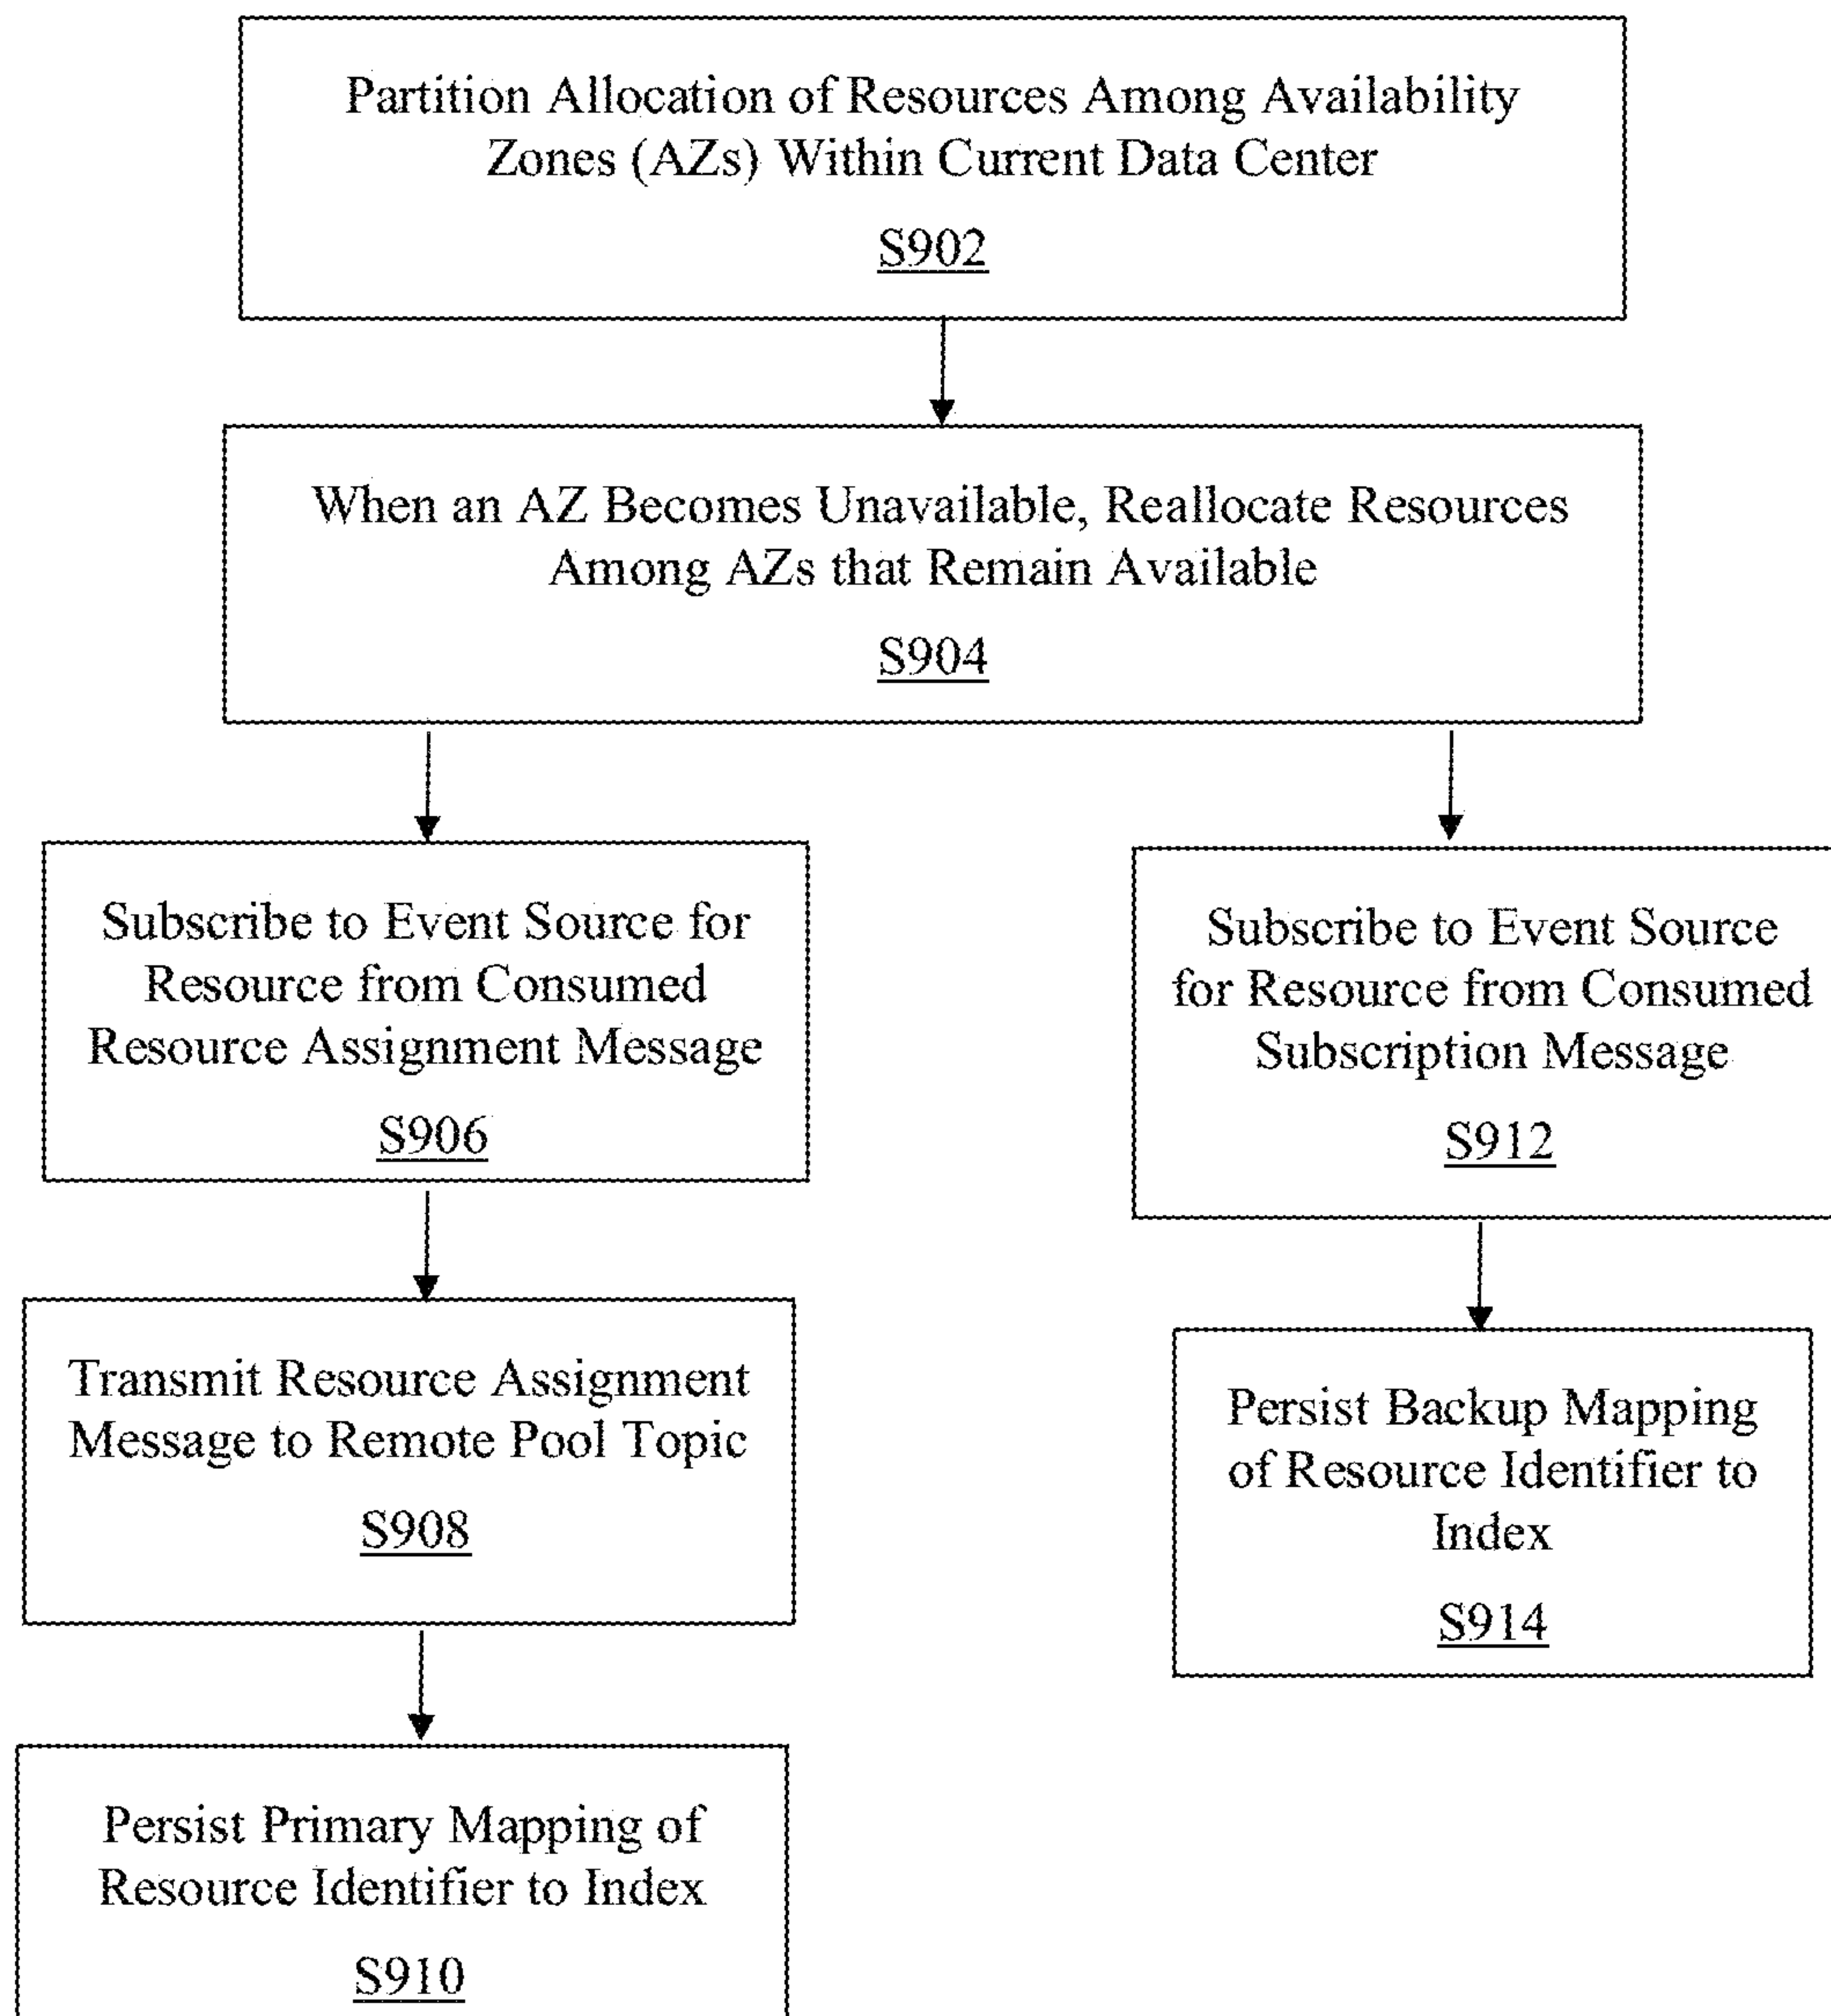 Partition Allocation of Resources Among Availability
Zones (AZs) Within Current Data Center
S902
When an AZ Becomes Unavailable, Reallocate Resources
Among AZs that Remain Available
S904
Subscribe to Event Source for
Resource from Consumed
Resource Assignment Message
S906
Transmit Resource Assignment
Message to Remote Pool Topic
S908
Persist Primary Mapping of
Resource Identifier to Index
S910
Subscribe to Event Source
for Resource from Consumed
Subscription Message
S912
Persist Backup Mapping
of Resource Identifier to
Index
S914